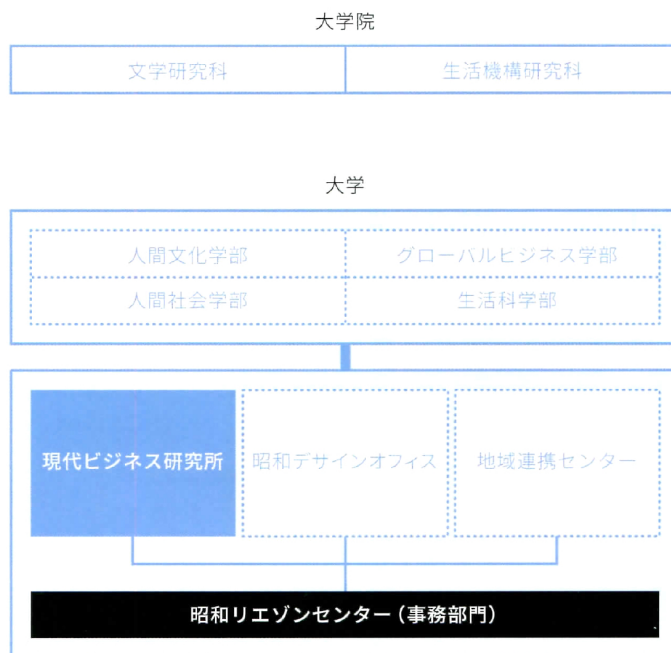 大学院
文学研究科
生活機構研究科
大学
人間文化学部
グローバルビジネス学部
人間社会学部
生活科学部
現代ビジネス研究所
昭和デザインオフィス
地域連携センター
昭和リエゾンセンター（事務部門）